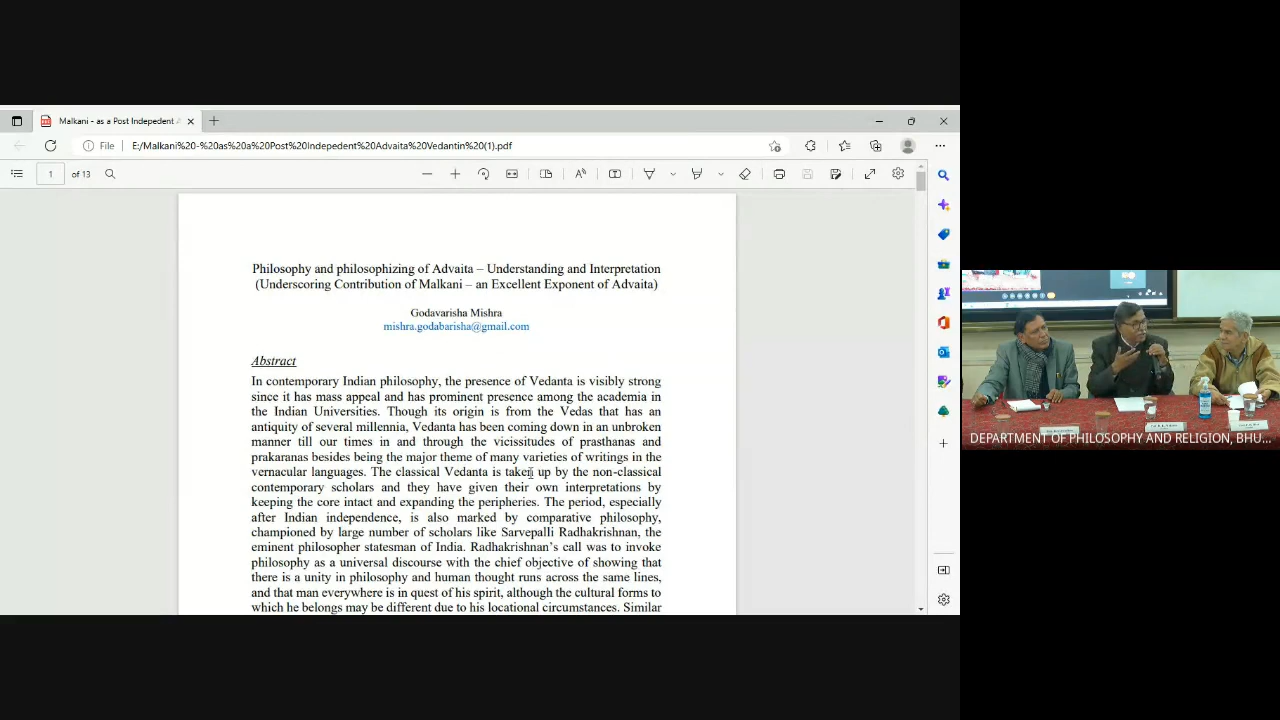 Malkani - as a Post Indepedent A
File
E:/Malkani%20-%20as%20a%20Post%20Indepedent%20Advaita%20Vedantin%20(1).pdf
1 of 13
Philosophy and philosophizing of Advaita – Understanding and Interpretation
(Underscoring Contribution of Malkani – an Excellent Exponent of Advaita)
Godavarisha Mishra
mishra.godabarisha@gmail.com
Abstract
In contemporary Indian philosophy, the presence of Vedanta is visibly strong
since it has mass appeal and has prominent presence among the academia in
the Indian Universities. Though its origin is from the Vedas that has an
antiquity of several millennia, Vedanta has been coming down in an unbroken
manner till our times in and through the vicissitudes of prasthanas and
prakaranas besides being the major theme of many varieties of writings in the
vernacular languages. The classical Vedanta is taken up by the non-classical
contemporary scholars and they have given their own interpretations by
keeping the core intact and expanding the peripheries. The period, especially
after Indian independence, is also marked by comparative philosophy,
championed by large number of scholars like Sarvepalli Radhakrishnan, the
eminent philosopher statesman of India. Radhakrishnan's call was to invoke
philosophy as a universal discourse with the chief objective of showing that
there is a unity in philosophy and human thought runs across the same lines,
and that man everywhere is in quest of his spirit, although the cultural forms to
which he belongs may be different due to his locational circumstances. Similar
DEPARTMENT OF PHILOSOPHY AND RELIGION, BHU...